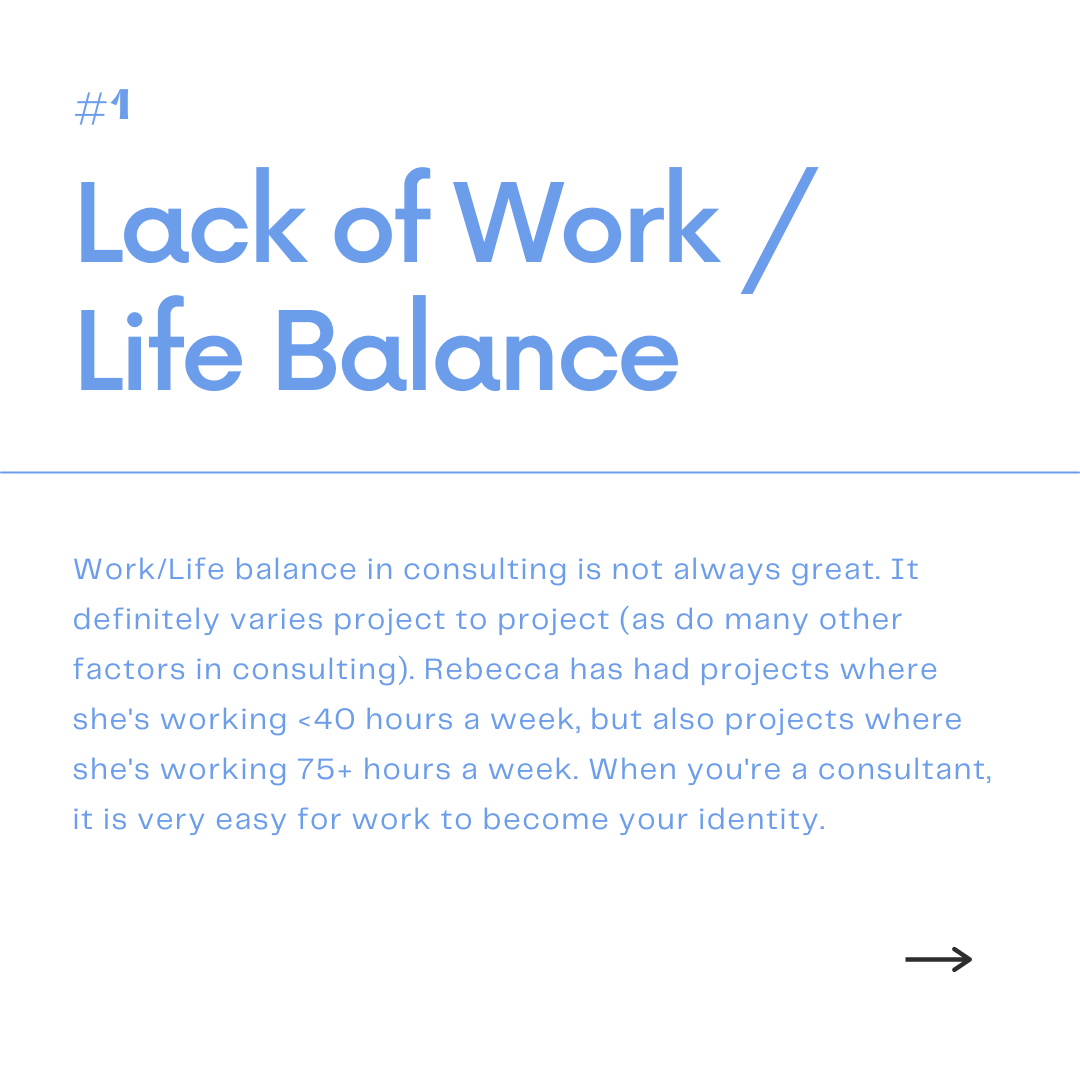 #1
Lack of Work /
Life Balance
Work/Life balance in consulting is not always great. It
definitely varies project to project (as do many other
factors in consulting). Rebecca has had projects where
she's working <40 hours a week, but also projects where
she's working 75+ hours a week. When you're a consultant,
it is very easy for work to become your identity.